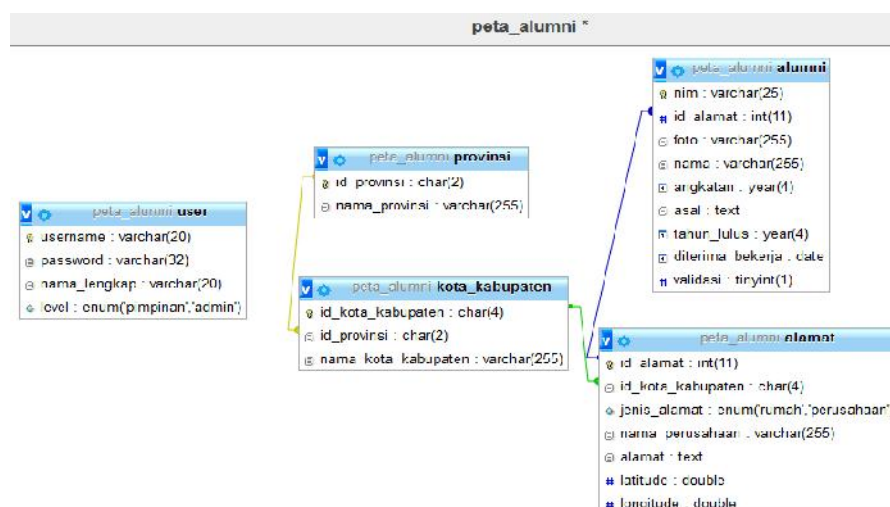 peta_alumni *
peta_alumni alumni
nim : varchar(25)
id_alamat : int(11)
foto : varchar(255)
nama : varchar(255)
angkatan : year(4)
asal : text
tahun_lulus : year(4)
diterima_bekerja : date
validasi : tinyint(1)
peta_alumni provinsi
id_provinsi : char(2)
nama_provinsi : varchar(255)
peta_alumni user
username : varchar(20)
password : varchar(32)
nama_lengkap : varchar(20)
level : enum('pimpinan','admin')
peta_alumni kota_kabupaten
id_kota_kabupaten : char(4)
id_provinsi : char(2)
nama_kota_kabupaten : varchar(255)
peta_alumni alamat
id_alamat : int(11)
id_kota_kabupaten : char(4)
jenis_alamat : enum('rumah','perusahaan'
nama_perusahaan : varchar(255)
alamat : text
latitude : double
longitude : double